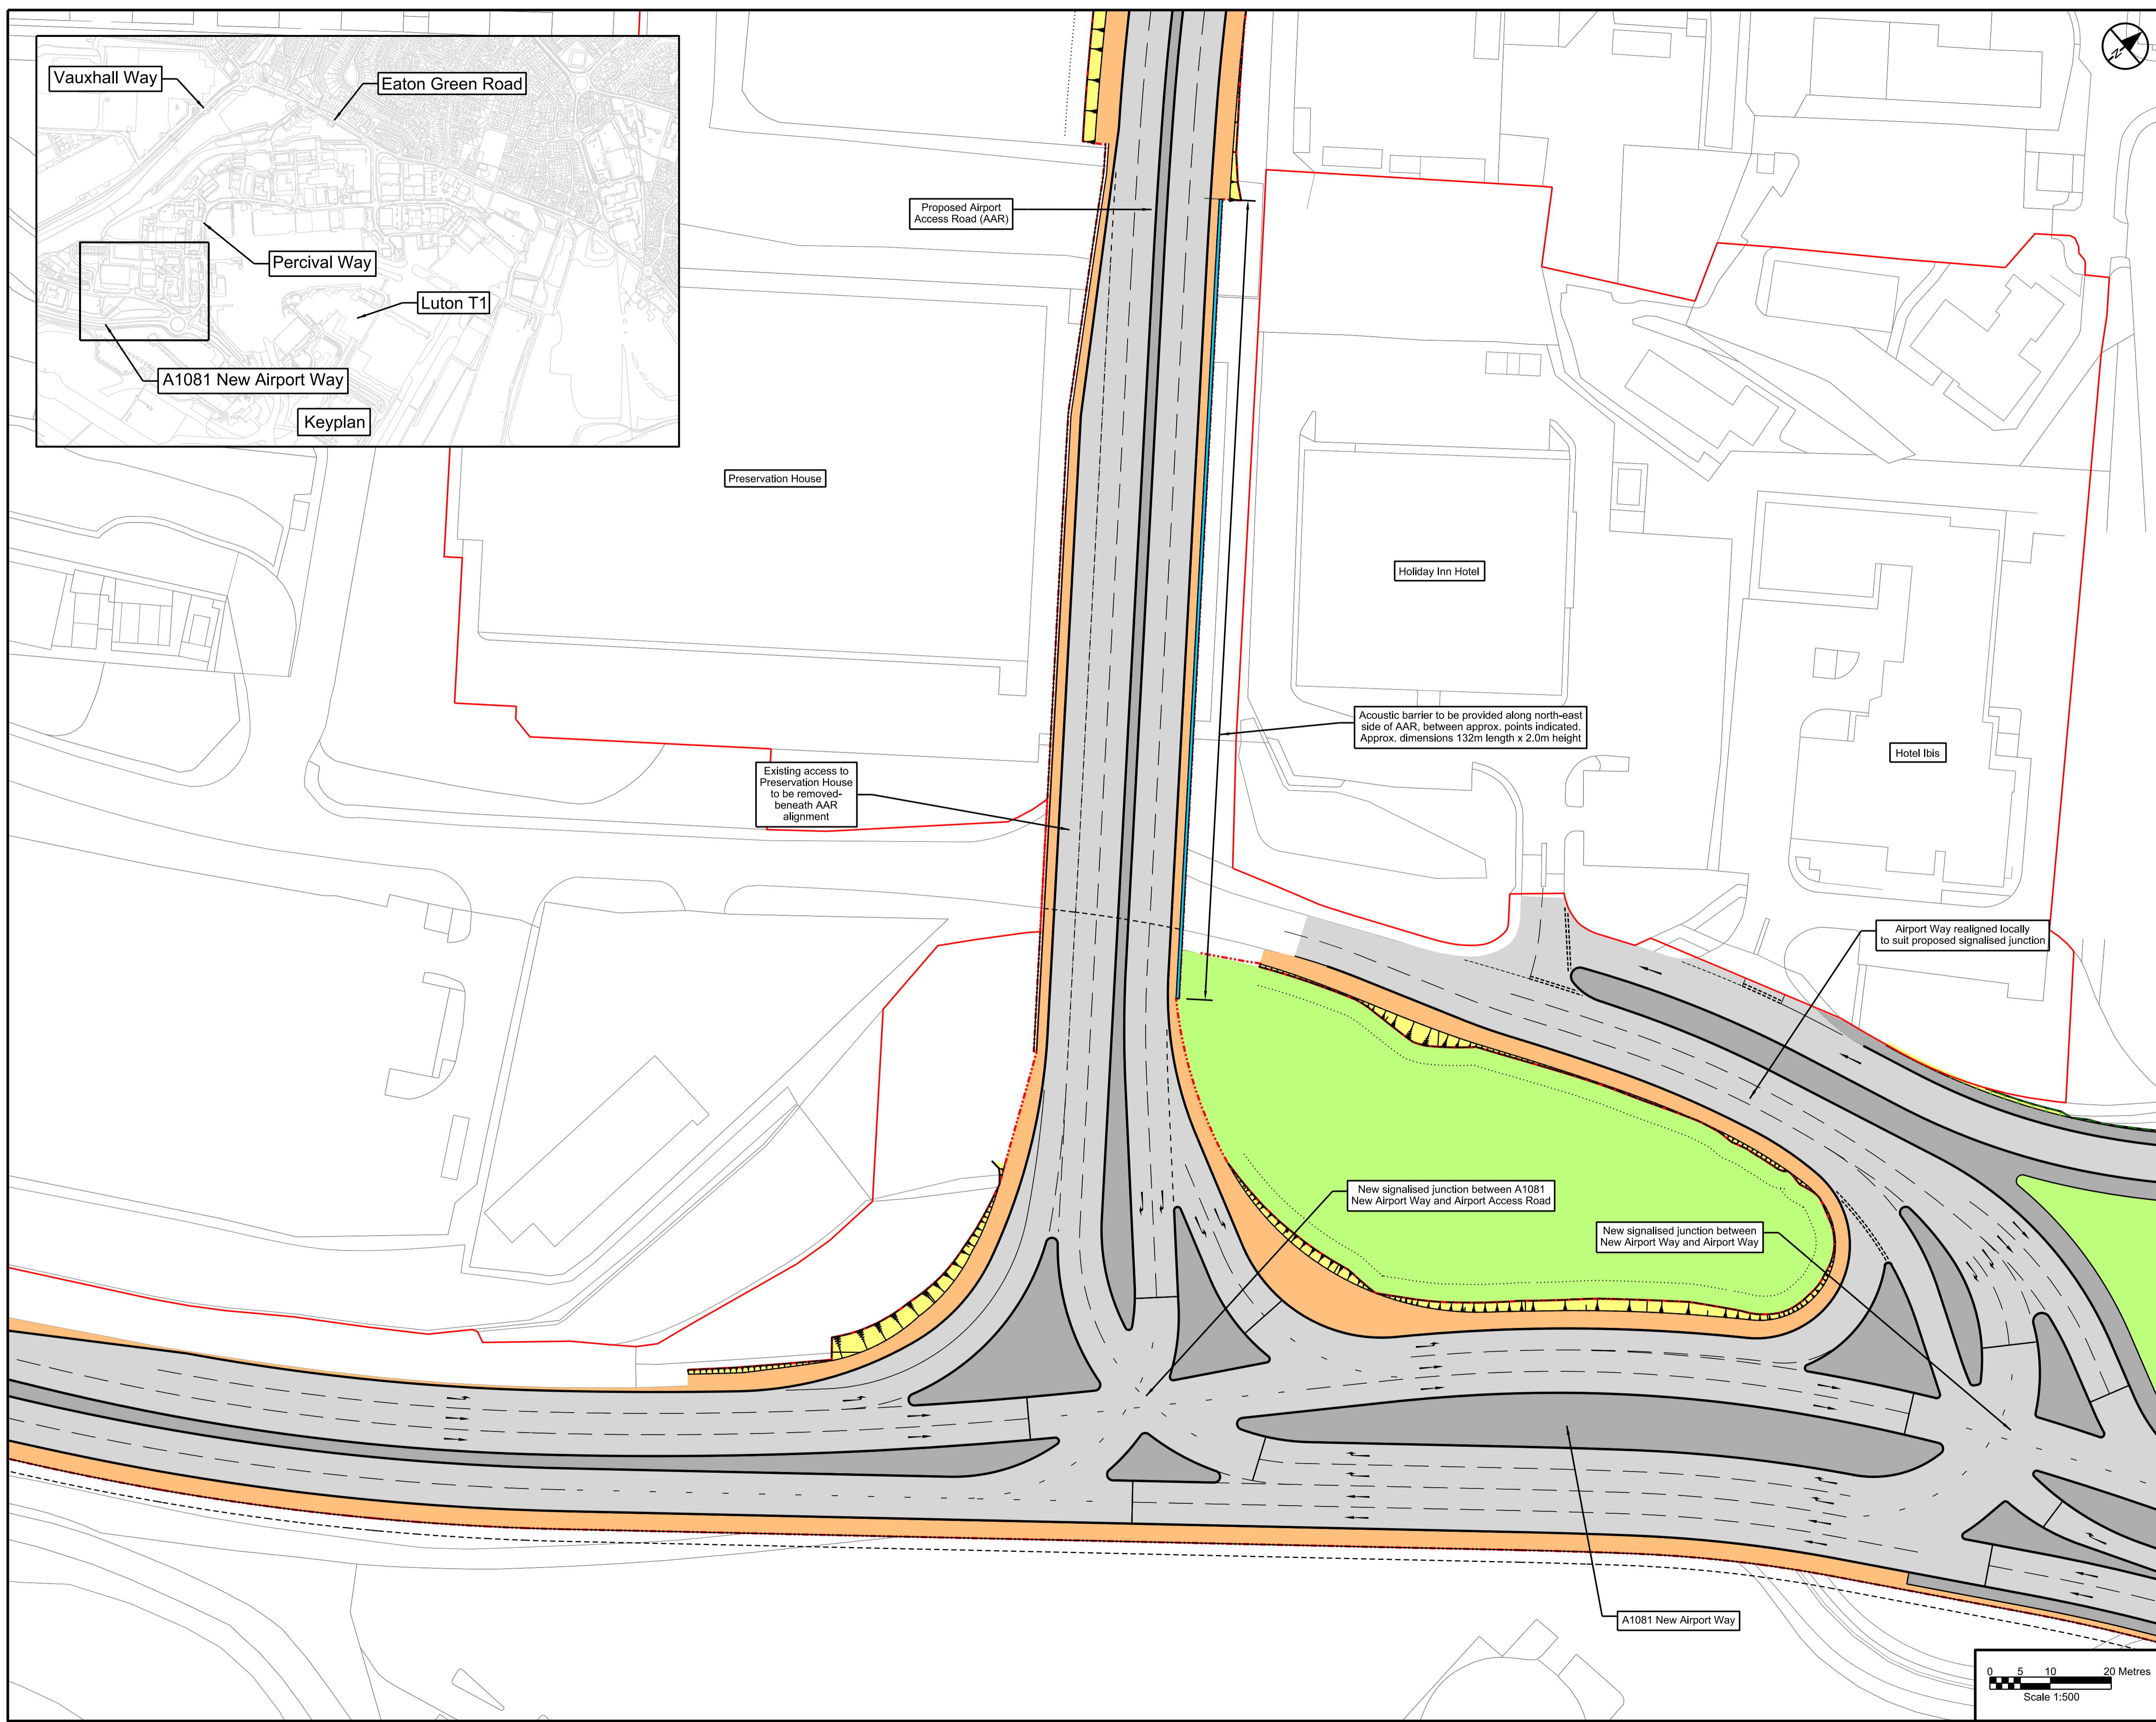 Vauxhall Way
Eaton Green Road
Percival Way
Luton T1
A1081 New Airport Way
Keyplan
N
Proposed Airport
Access Road (AAR)
Preservation House
Holiday Inn Hotel
Acoustic barrier to be provided along north-east
side of AAR, between approx. points indicated.
Approx. dimensions 132m length x 2.0m height
Hotel Ibis
Existing access to
Preservation House
to be removed-
beneath AAR
alignment
Airport Way realigned locally
to suit proposed signalised junction
New signalised junction between A1081
New Airport Way and Airport Access Road
New signalised junction between
New Airport Way and Airport Way
A1081 New Airport Way
0 5 10 20 Metres
Scale 1:500